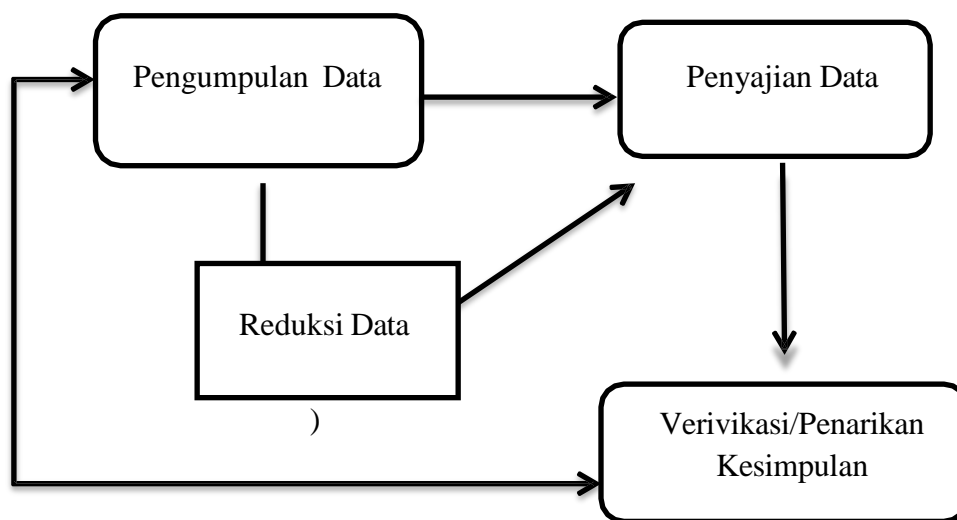 Pengumpulan Data
Penyajian Data
Reduksi Data
)
Verivikasi/Penarikan
Kesimpulan